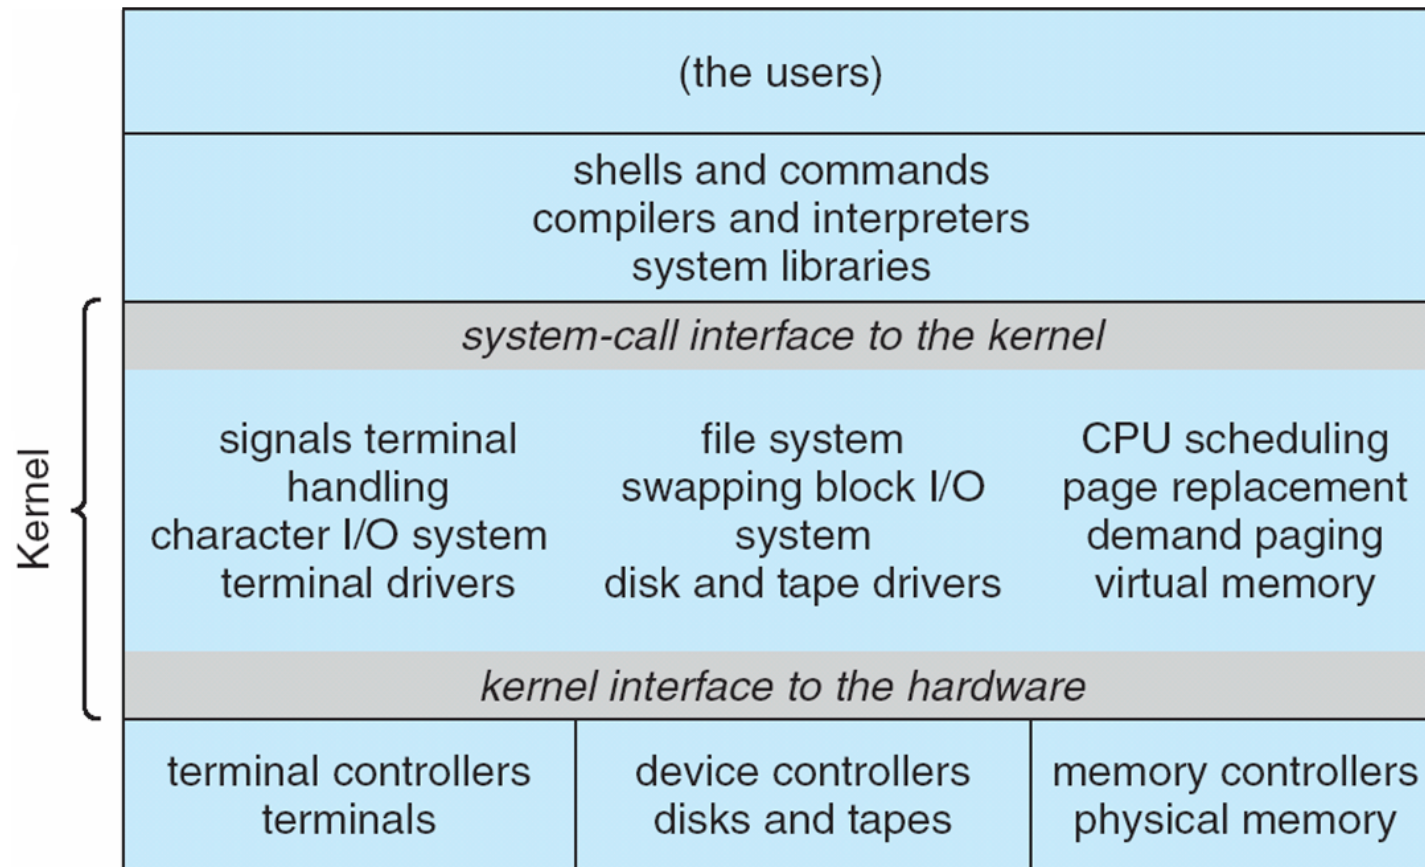 (the users)
shells and commands
compilers and interpreters
system libraries
system-call interface to the kernel
Kernel
signals terminal
handling
character I/O system
terminal drivers
file system
swapping block I/O
system
disk and tape drivers
CPU scheduling
page replacement
demand paging
virtual memory
kernel interface to the hardware
terminal controllers
terminals
device controllers
disks and tapes
memory controllers
physical memory